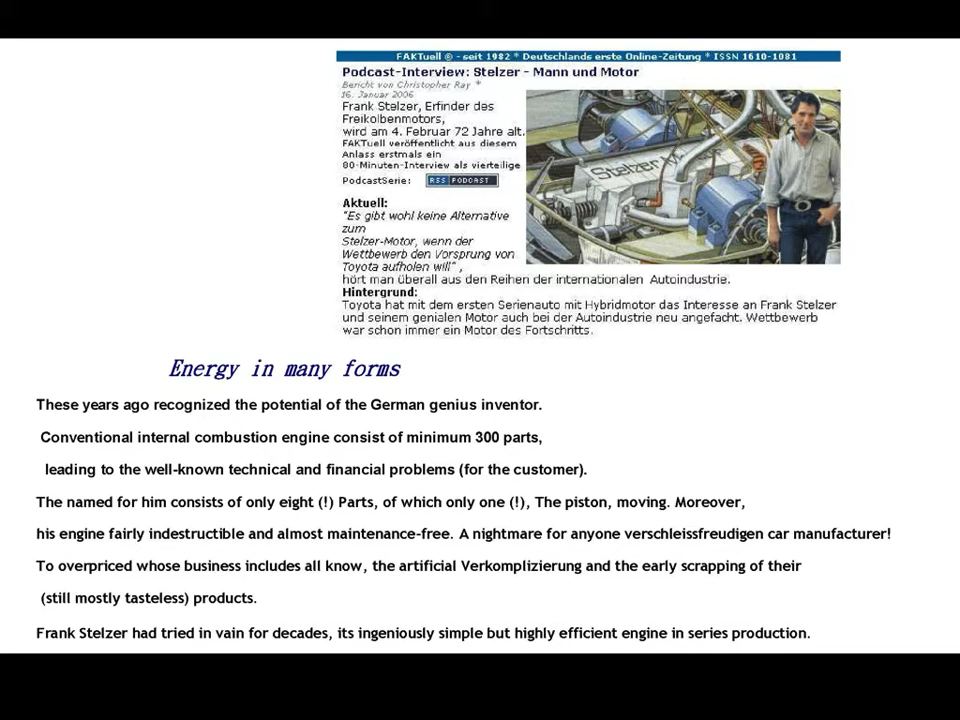 FAKTuell © - seit 1982 * Deutschlands erste Online-Zeitung * ISSN 1610-1081
Podcast-Interview: Stelzer - Mann und Motor
Bericht von Christopher Ray *
16. Januar 2006
Frank Stelzer, Erfinder des
Freikolbenmotors,
wird am 4. Februar 72 Jahre alt.
FAKTuell veröffentlicht aus diesem
Anlass erstmals ein
80-Minuten-Interview als vierteilige
PodcastSerie: RSS PODCAST
Stelzer
Aktuell:
"Es gibt wohl keine Alternative
zum
Stelzer-Motor, wenn der
Wettbewerb den Vorsprung von
Toyota aufholen will" ,
hört man überall aus den Reihen der internationalen Autoindustrie.
Hintergrund:
Toyota hat mit dem ersten Serienauto mit Hybridmotor das Interesse an Frank Stelzer
und seinem genialen Motor auch bei der Autoindustrie neu angefacht. Wettbewerb
war schon immer ein Motor des Fortschritts.
Energy in many forms
These years ago recognized the potential of the German genius inventor.
Conventional internal combustion engine consist of minimum 300 parts,
leading to the well-known technical and financial problems (for the customer).
The named for him consists of only eight (!) Parts, of which only one (!), The piston, moving. Moreover,
his engine fairly indestructible and almost maintenance-free. A nightmare for anyone verschleissfreudigen car manufacturer!
To overpriced whose business includes all know, the artificial Verkomplizierung and the early scrapping of their
(still mostly tasteless) products.
Frank Stelzer had tried in vain for decades, its ingeniously simple but highly efficient engine in series production.